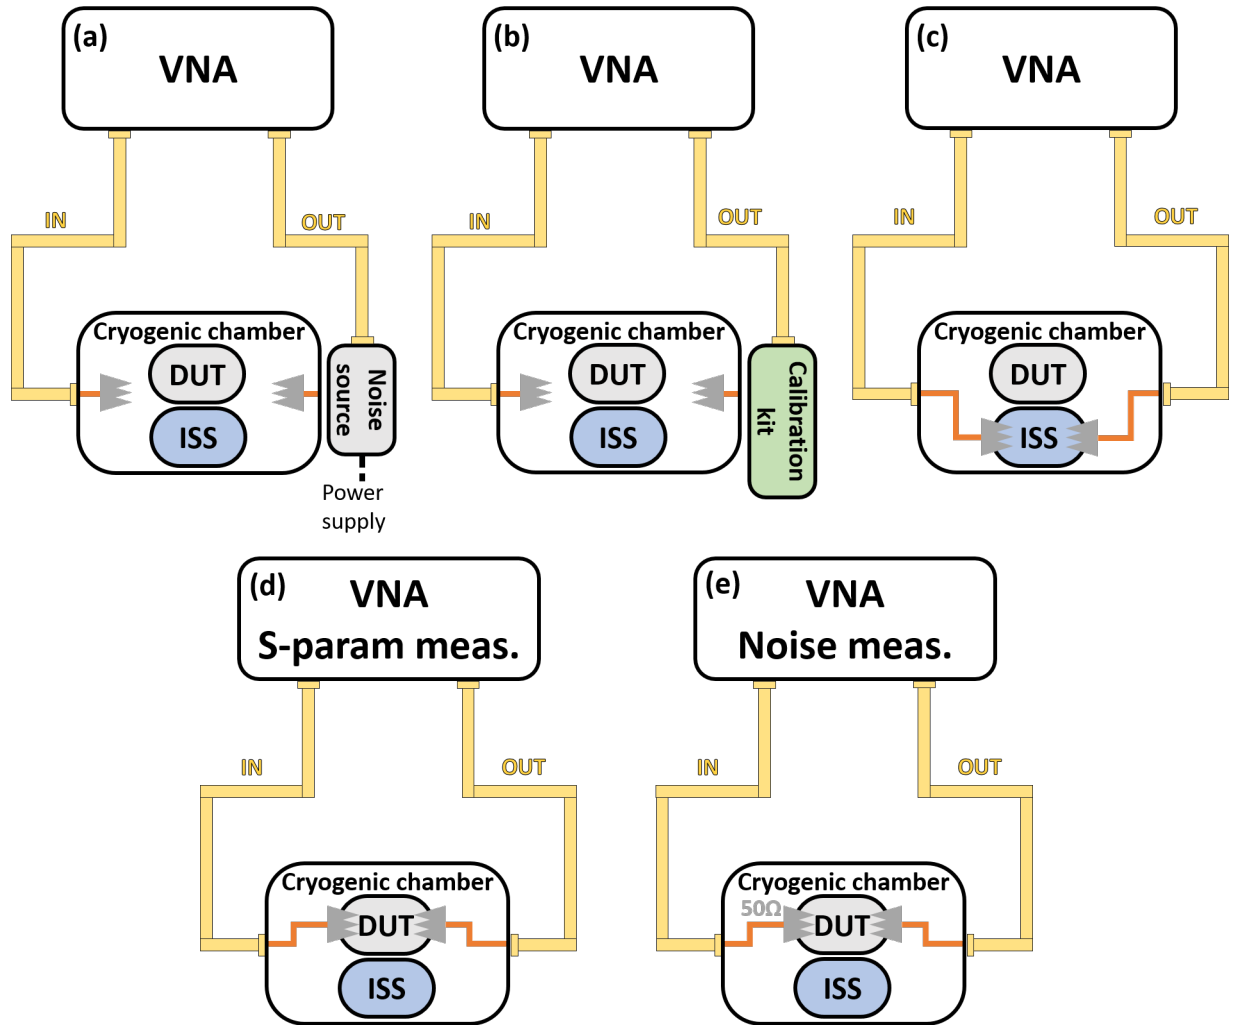 (a)
VNA
IN
OUT
Cryogenic chamber
DUT
ISS
Noise
source
Power
supply
(b)
VNA
IN
OUT
Cryogenic chamber
DUT
ISS
Calibration
kit
(c)
VNA
IN
OUT
Cryogenic chamber
DUT
ISS
(d)
VNA
S-param meas.
IN
OUT
Cryogenic chamber
DUT
ISS
(e)
VNA
Noise meas.
IN
OUT
Cryogenic chamber
50Ω
DUT
ISS